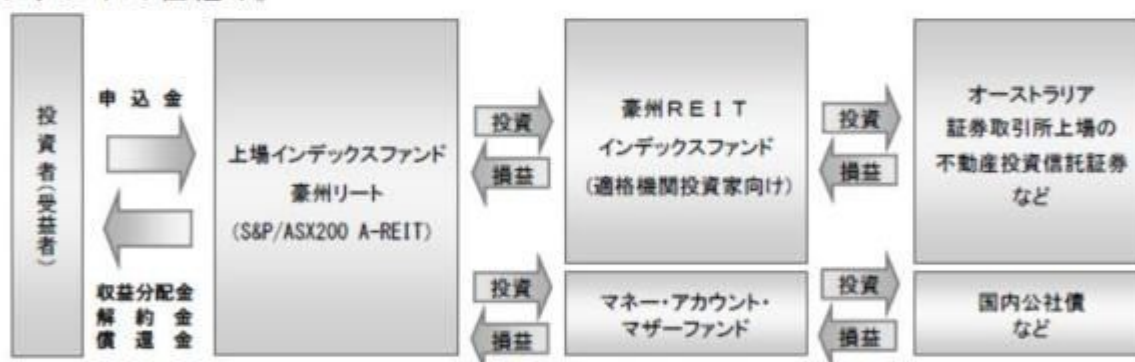 投資者(受益者)
申 込 金
収益分配金
解 約 金
償 還 金
上場インデックスファンド
豪州リート
(S&P/ASX200 A-REIT)
投資
損益
投資
損益
豪州ＲＥＩＴ
インデックスファンド
(適格機関投資家向け)
マネー・アカウント・
マザーファンド
投資
損益
投資
損益
オーストラリア
証券取引所上場の
不動産投資信託証券
など
国内公社債
など